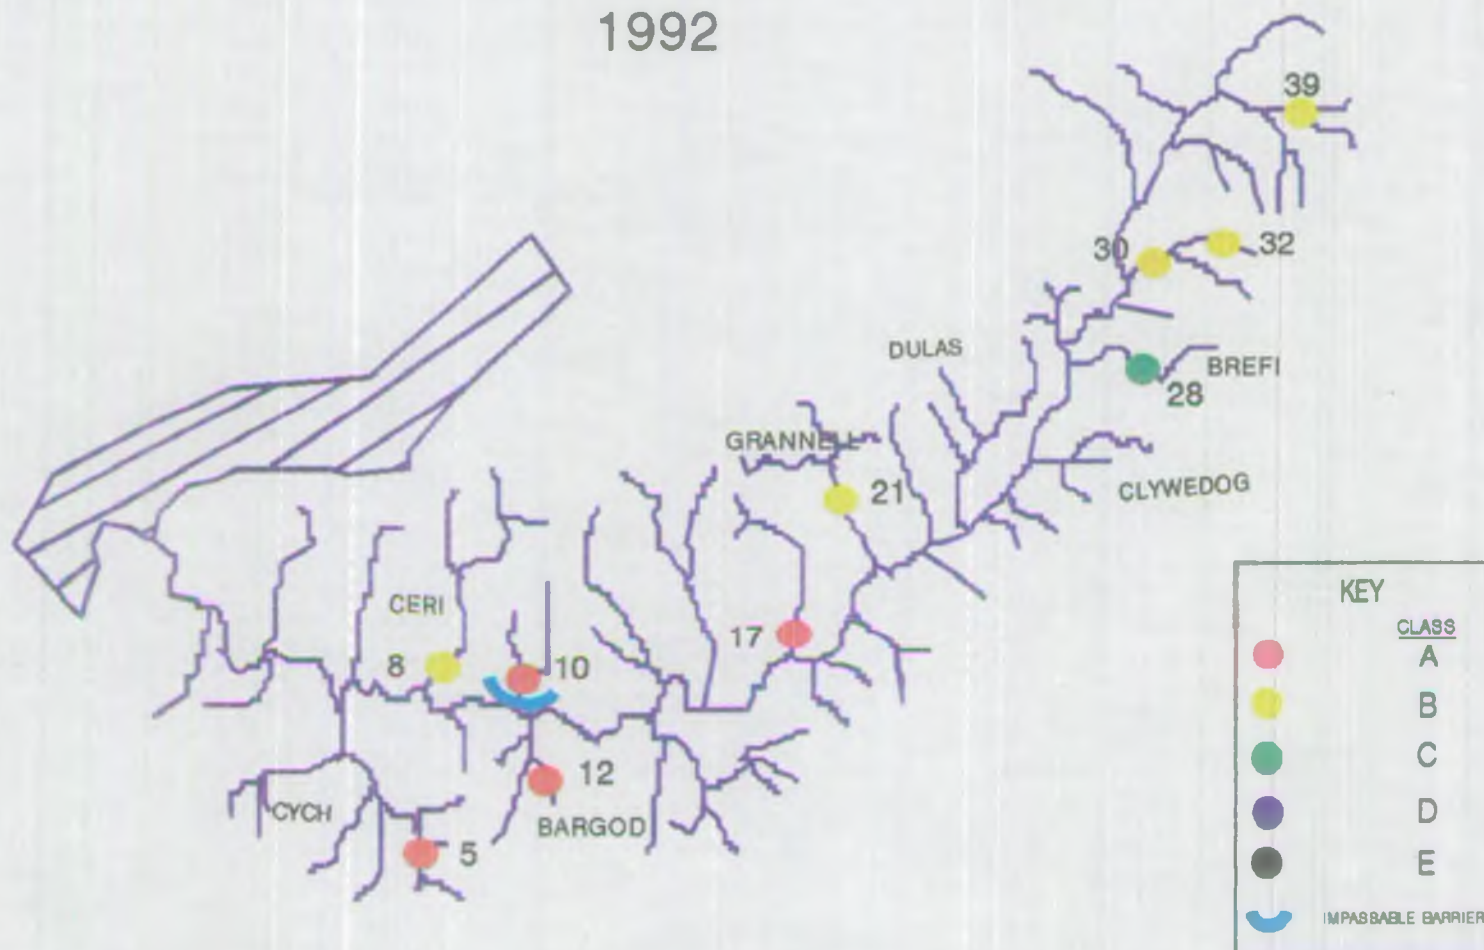 1992
39
30
32
DULAS
BREFI
28
GRANNELL
21
CLYWEDOG
CERI
8
10
17
12
CYCH
BARGOD
5
KEY
CLASS
A
B
C
D
E
IMPASSABLE BARRIER